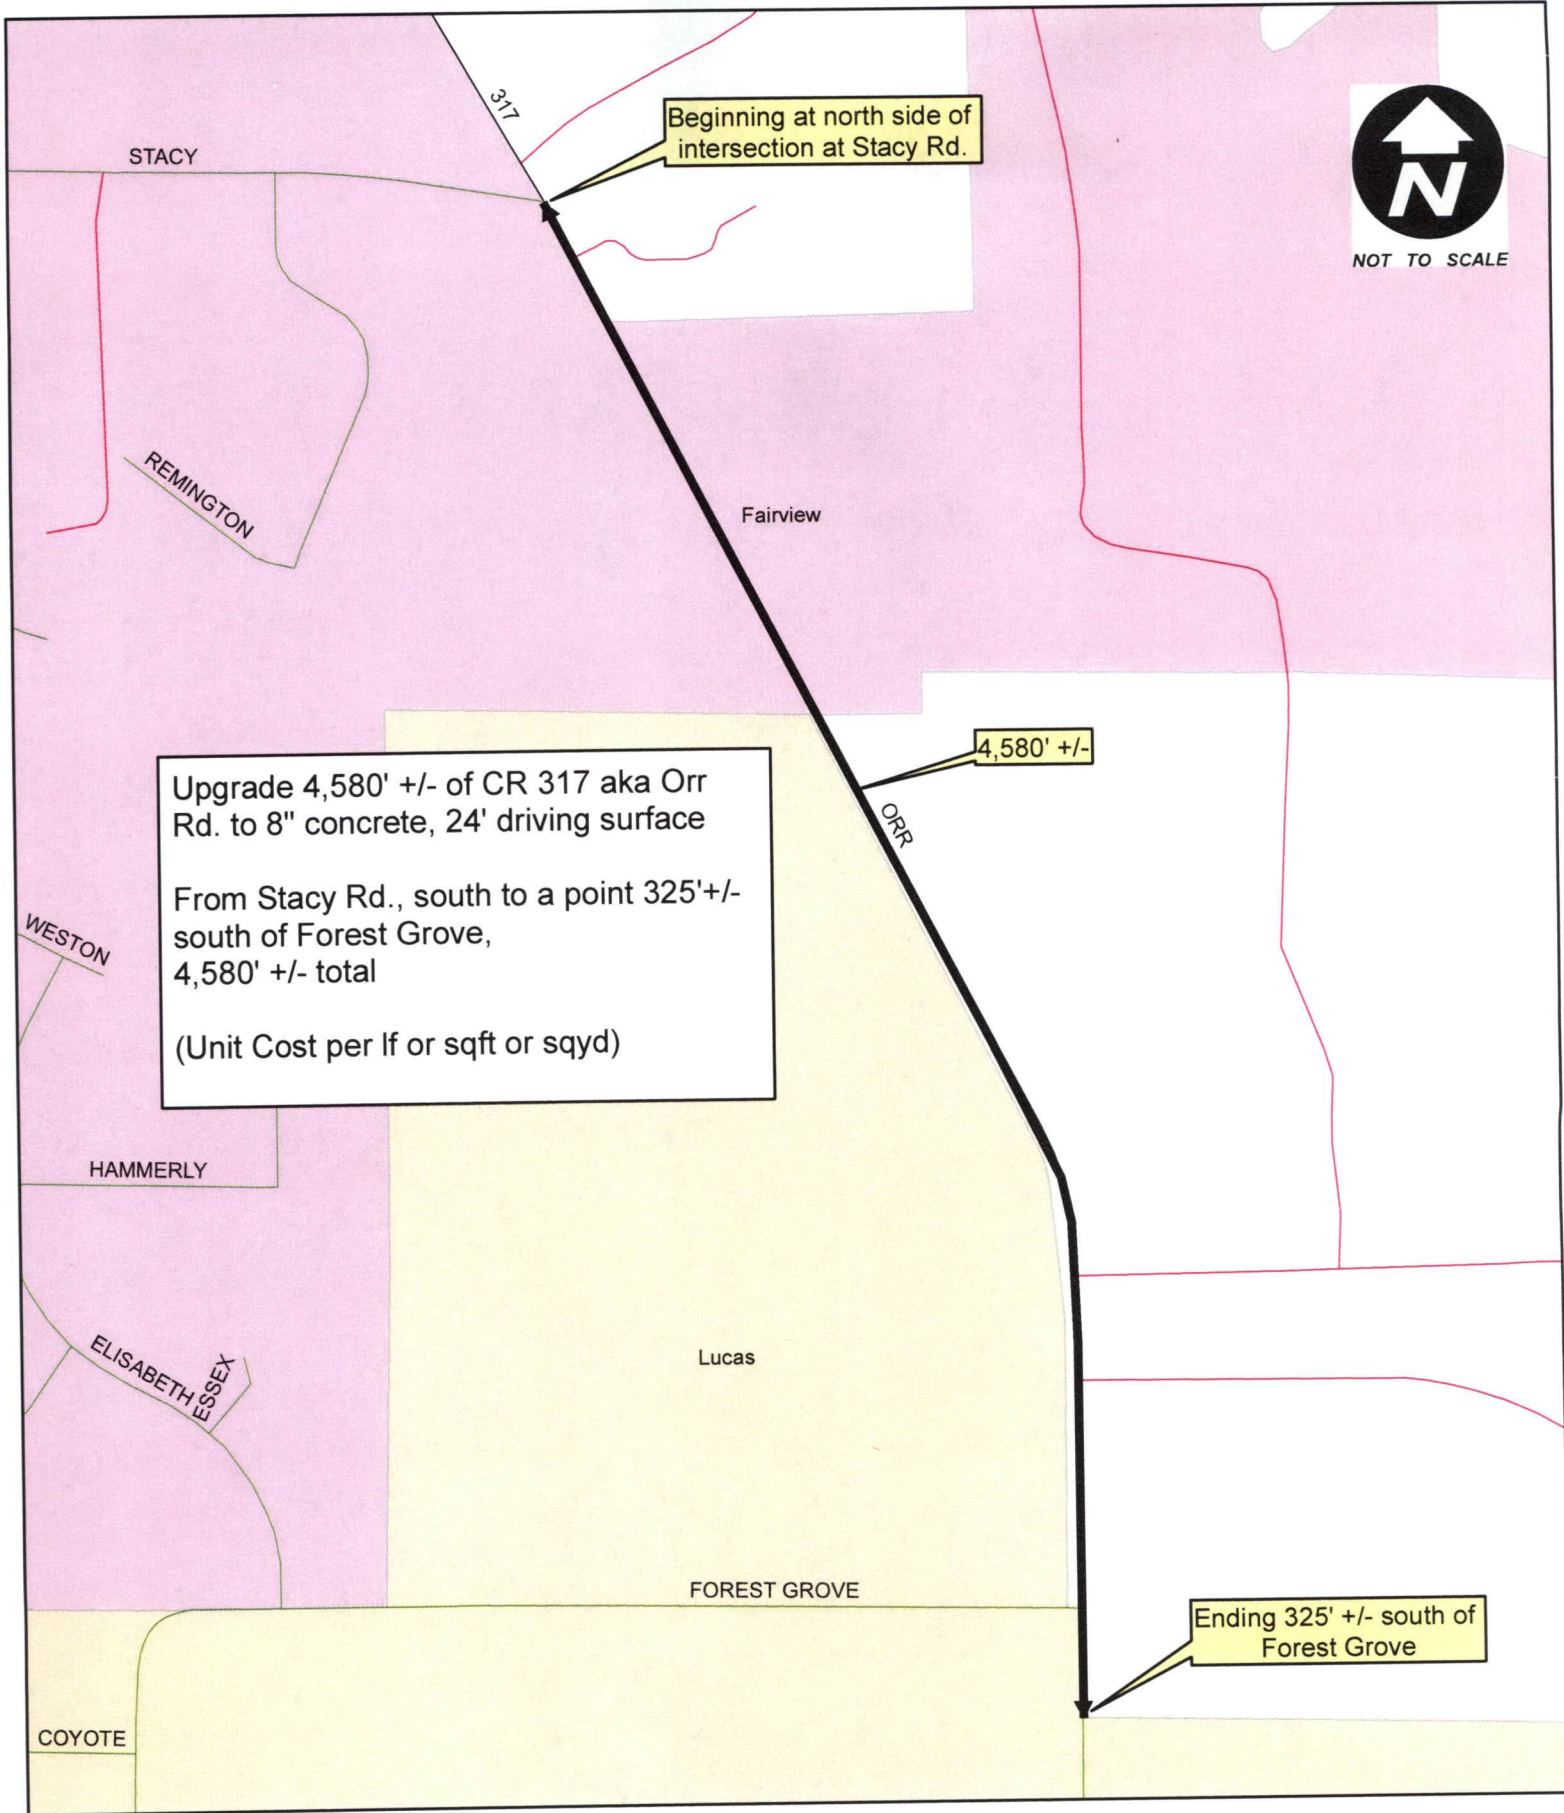 317
Beginning at north side of
intersection at Stacy Rd.
STACY
N
NOT TO SCALE
REMINGTON
Fairview
4,580' +/-
Upgrade 4,580' +/- of CR 317 aka Orr
Rd. to 8" concrete, 24' driving surface
From Stacy Rd., south to a point 325'+/-
south of Forest Grove,
4,580' +/- total
(Unit Cost per lf or sqft or sqyd)
ORR
WESTON
HAMMERLY
ELISABETH
ESSEX
Lucas
FOREST GROVE
Ending 325' +/- south of
Forest Grove
COYOTE